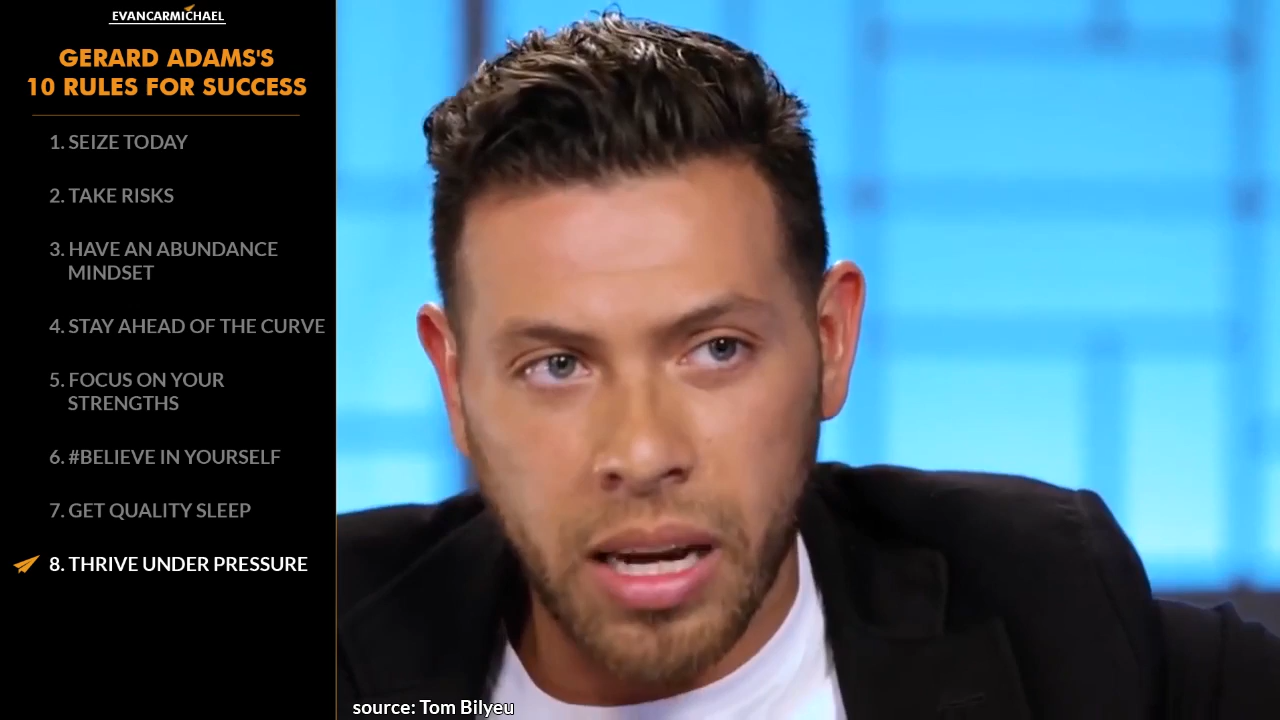 EVANCARMICHAEL
GERARD ADAMS'S
10 RULES FOR SUCCESS
1. SEIZE TODAY
2. TAKE RISKS
3. HAVE AN ABUNDANCE
MINDSET
4. STAY AHEAD OF THE CURVE
5. FOCUS ON YOUR
STRENGTHS
6. #BELIEVE IN YOURSELF
7. GET QUALITY SLEEP
8. THRIVE UNDER PRESSURE
source: Tom Bilyeu